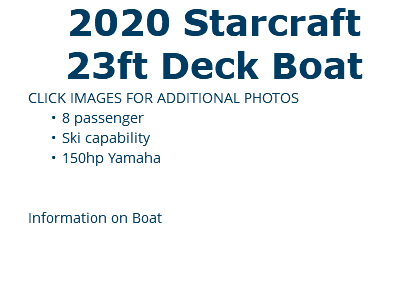 2020 Starcraft
23ft Deck Boat
CLICK IMAGES FOR ADDITIONAL PHOTOS
• 8 passenger
• Ski capability
• 150hp Yamaha
Information on Boat